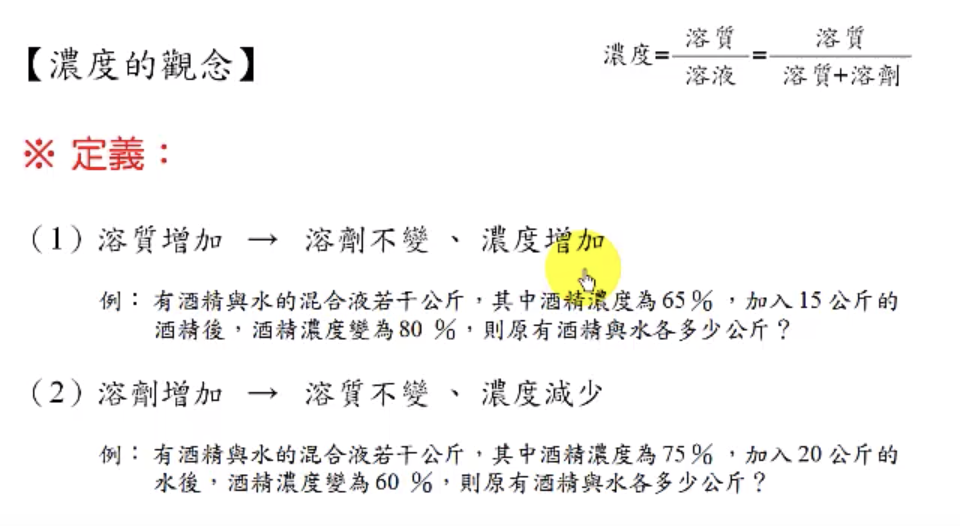 【濃度的觀念】
濃度=溶質/溶液=溶質/溶質+溶劑
※ 定義：
（1）溶質增加 → 溶劑不變、濃度增加
例：有酒精與水的混合液若干公斤，其中酒精濃度為65％，加入15公斤的
酒精後，酒精濃度變為80 ％，則原有酒精與水各多少公斤？
（2）溶劑增加 → 溶質不變、濃度減少
例：有酒精與水的混合液若干公斤，其中酒精濃度為75％，加入20公斤的
水後，酒精濃度變為60 ％，則原有酒精與水各多少公斤？